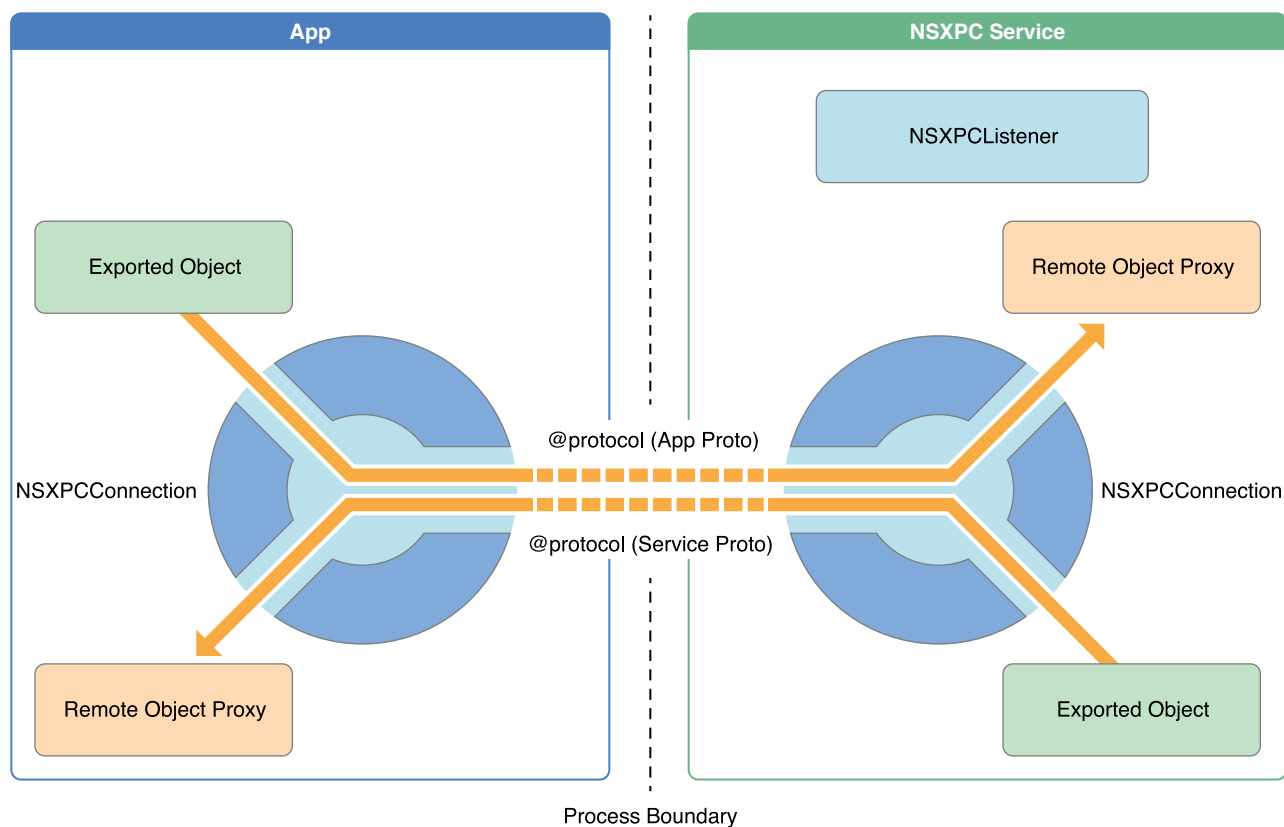 App
NSXPC Service
NSXPCListener
Exported Object
Remote Object Proxy
@protocol (App Proto)
NSXPCConnection
NSXPCConnection
@protocol (Service Proto)
Remote Object Proxy
Exported Object
Process Boundary